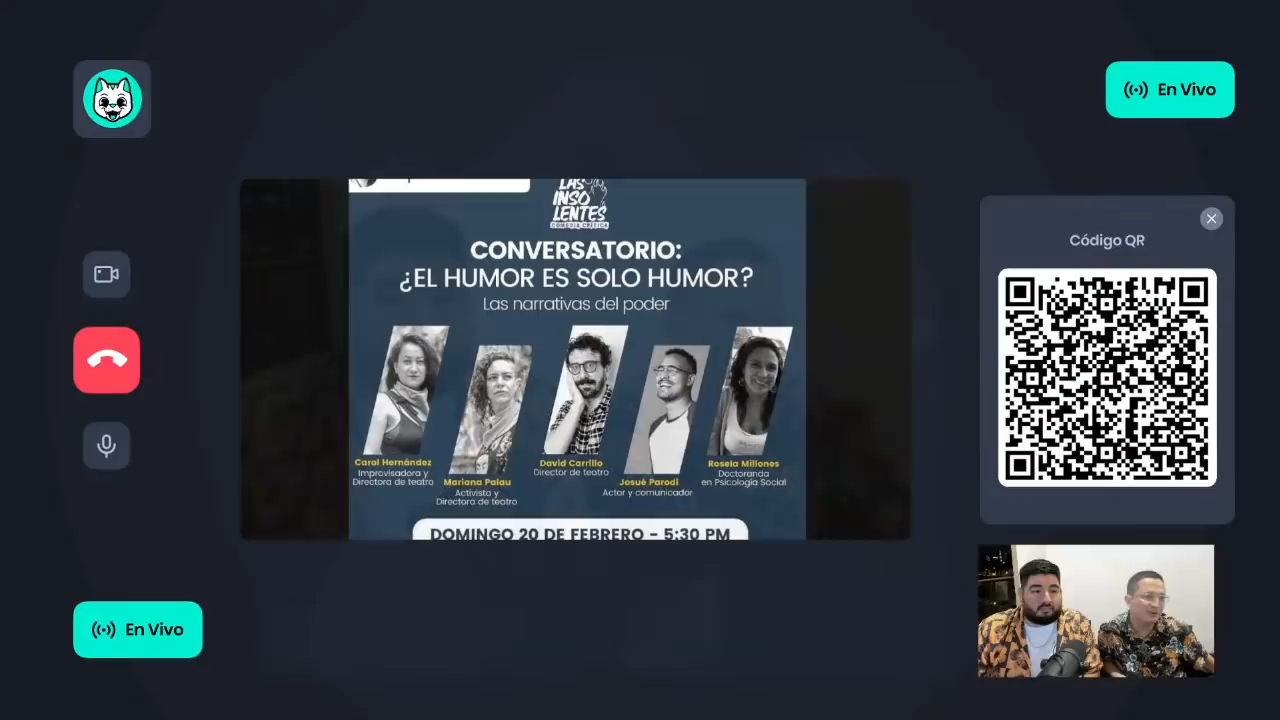 En Vivo
LAS
INSO
LENTES
COMEDIA CRÍTICA
CONVERSATORIO:
¿EL HUMOR ES SOLO HUMOR?
Las narrativas del poder
Carol Hernández
Improvisadora y
Directora de teatro
Mariana Palau
Activista y
Directora de teatro
David Carrillo
Director de teatro
Josué Parodi
Actor y comunicador
Rosela Millones
Doctoranda
en Psicología Social
DOMINGO 20 DE FEBRERO - 5:30 PM
Código QR
En Vivo